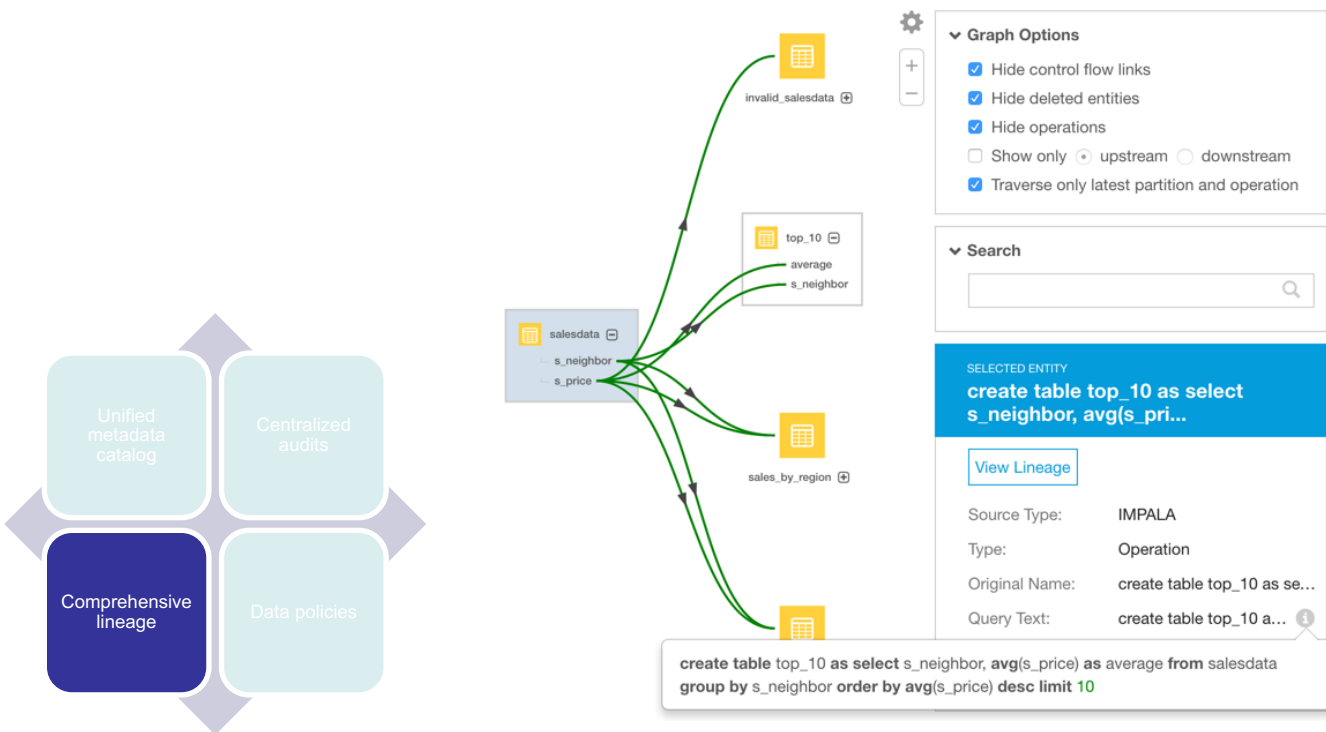 Unified
metadata
catalog
Centralized
audits
Comprehensive
lineage
Data policies
invalid_salesdata
top_10
average
s_neighbor
salesdata
s_neighbor
s_price
sales_by_region
Graph Options
Hide control flow links
Hide deleted entities
Hide operations
Show only upstream downstream
Traverse only latest partition and operation
Search
SELECTED ENTITY
create table top_10 as select
s_neighbor, avg(s_pri...
View Lineage
Source Type: IMPALA
Type: Operation
Original Name: create table top_10 as se...
Query Text: create table top_10 a...
create table top_10 as select s_neighbor, avg(s_price) as average from salesdata
group by s_neighbor order by avg(s_price) desc limit 10